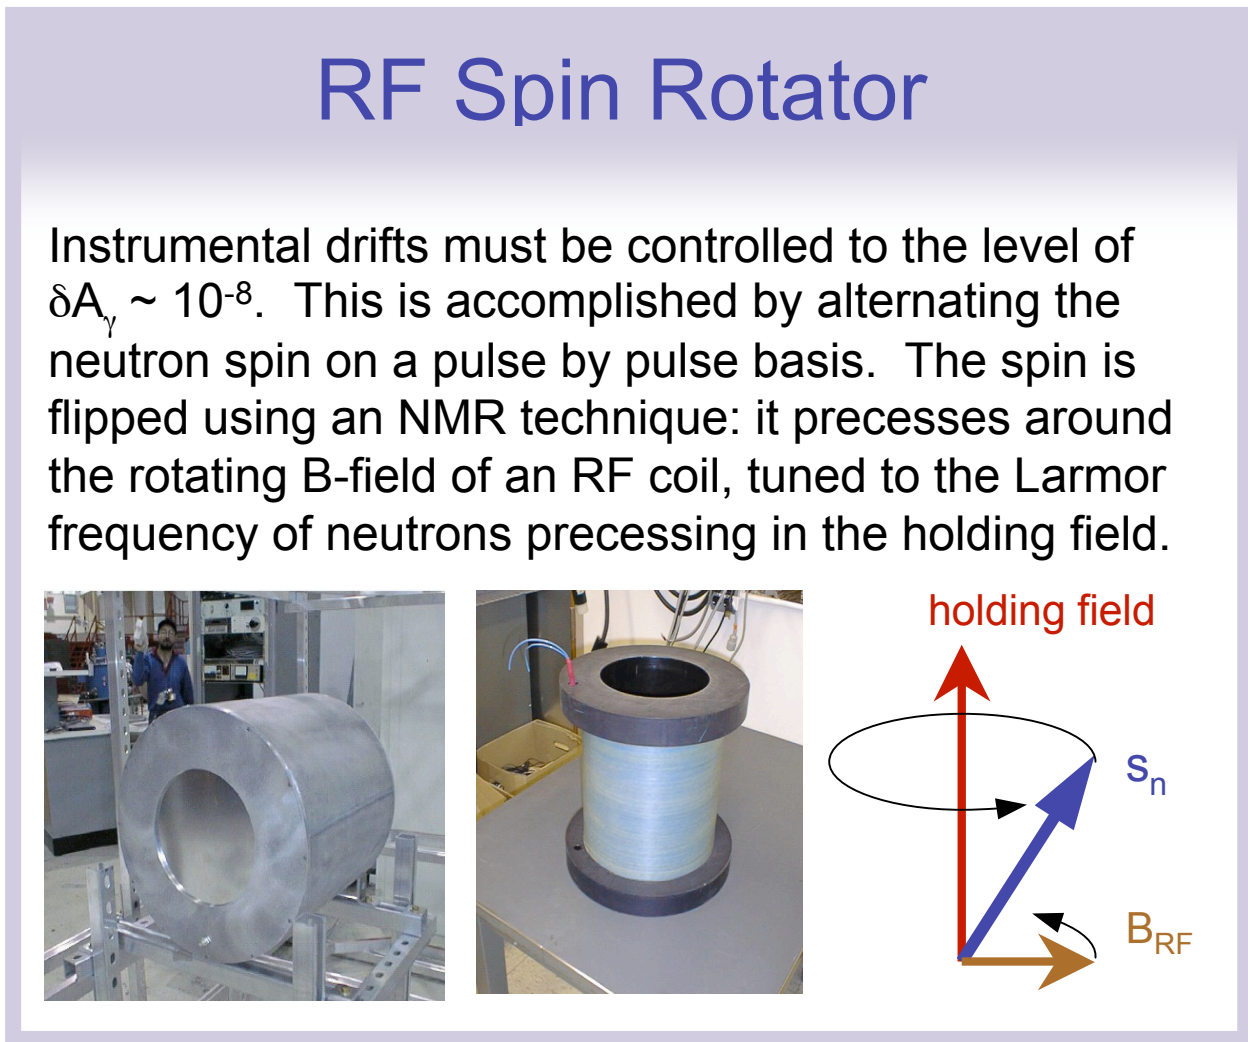 RF Spin Rotator
Instrumental drifts must be controlled to the level of
δAγ ~ 10-8.  This is accomplished by alternating the
neutron spin on a pulse by pulse basis.  The spin is
flipped using an NMR technique: it precesses around
the rotating B-field of an RF coil, tuned to the Larmor
frequency of neutrons precessing in the holding field.
holding field
sn
BRF